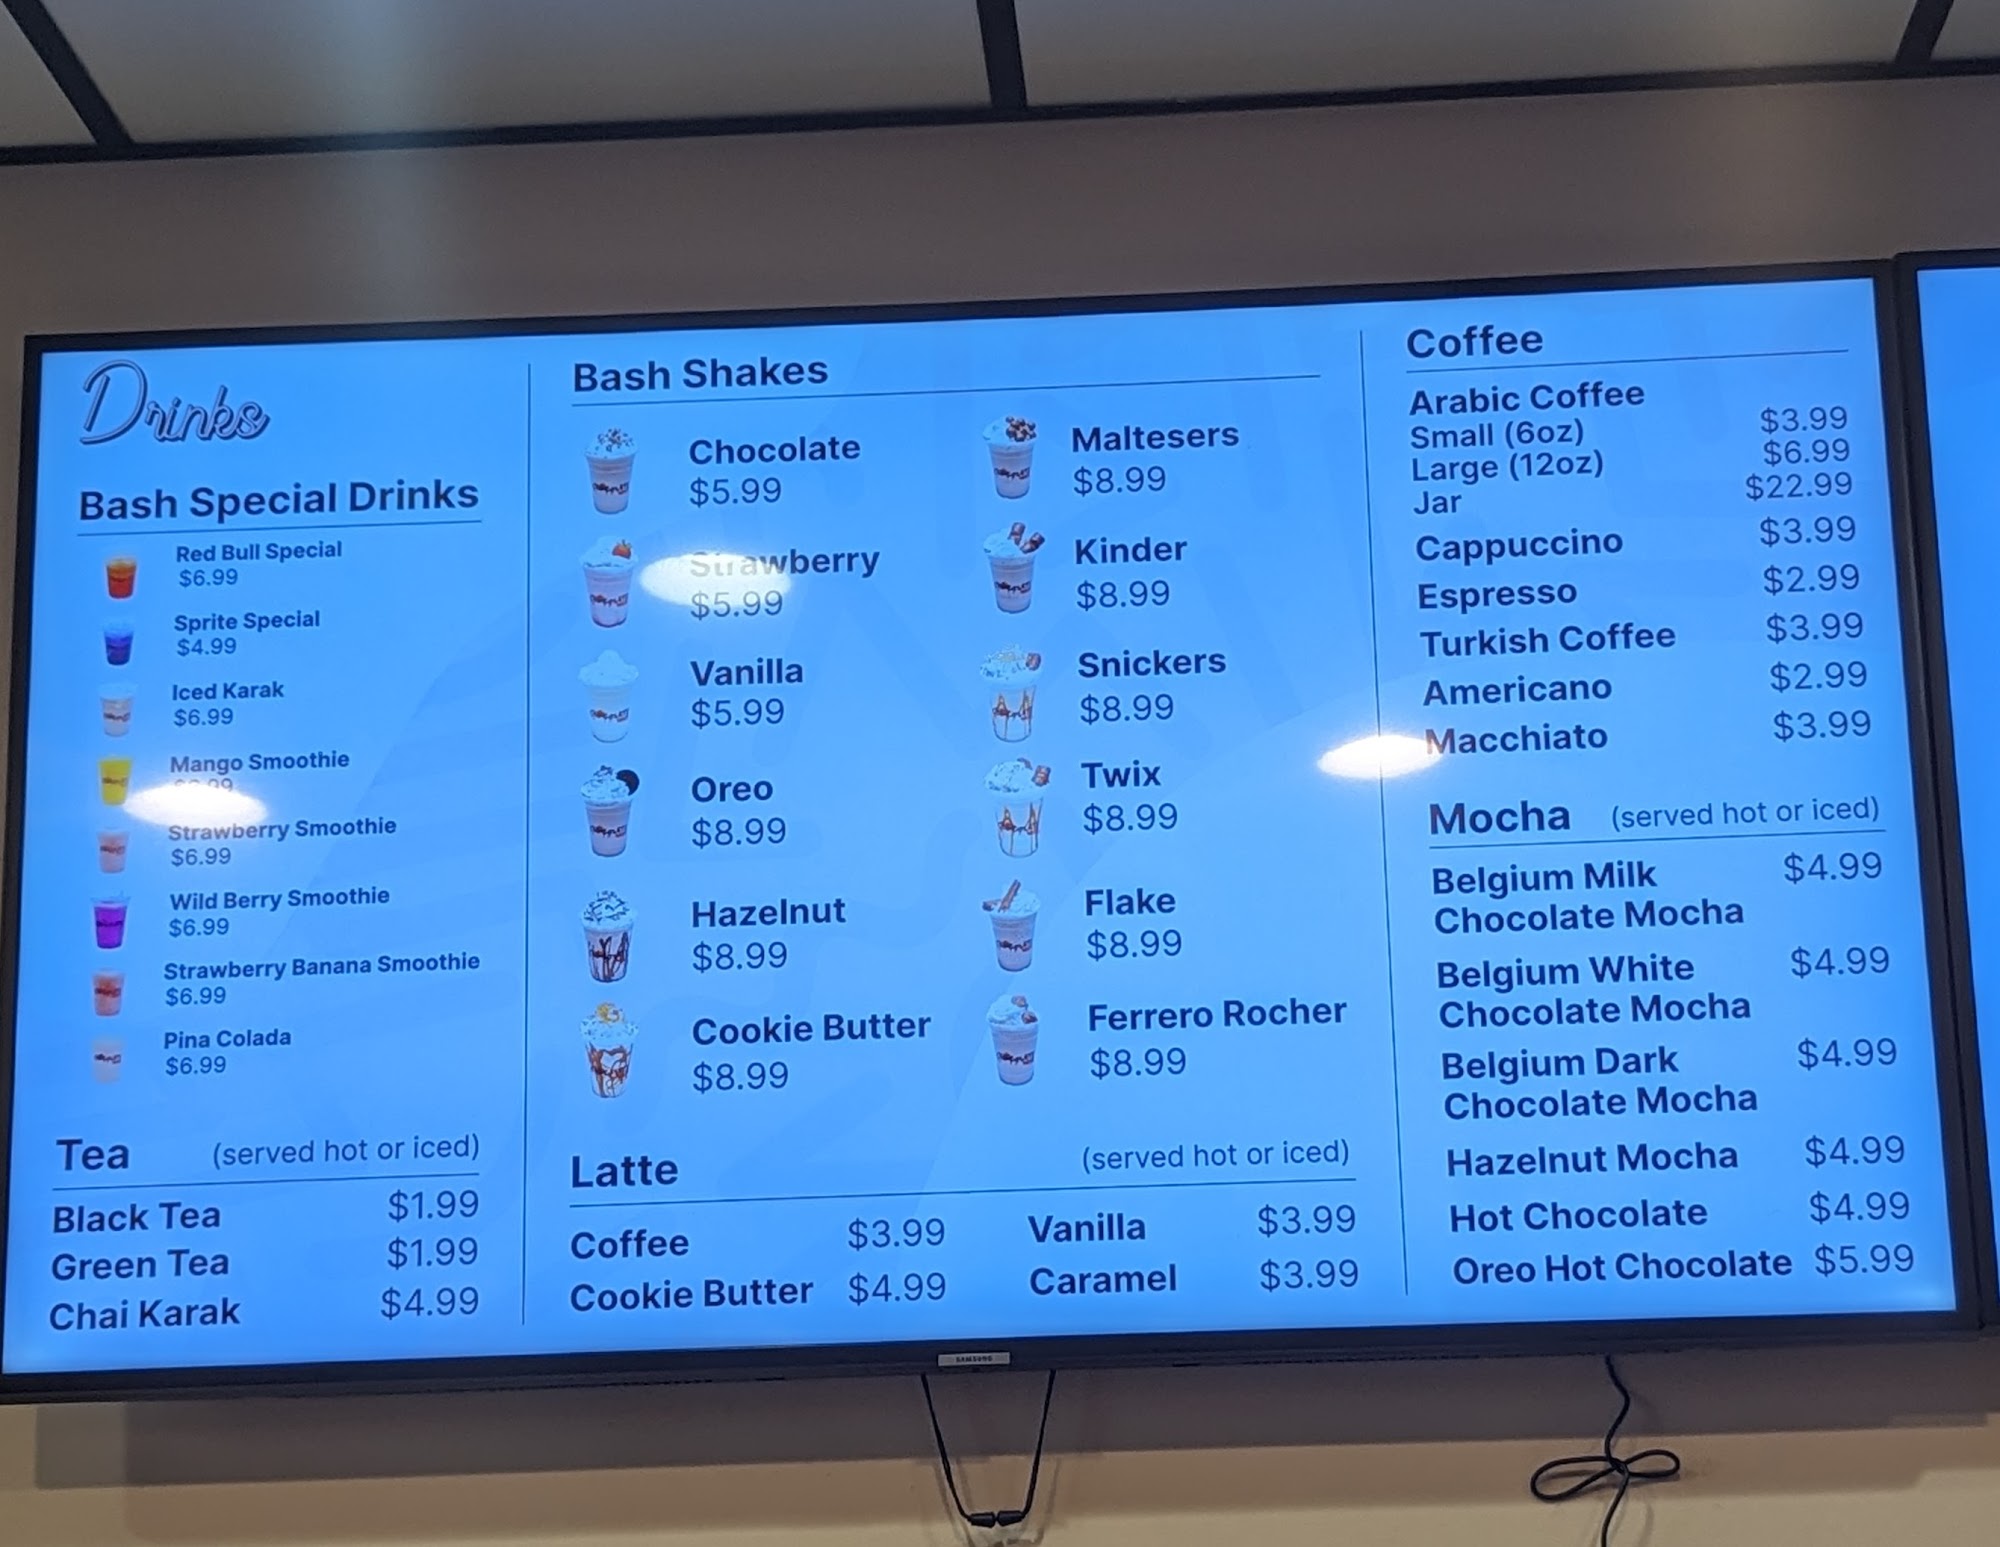 Drinks
Bash Special Drinks
Red Bull Special
$6.99
Sprite Special
$4.99
Iced Karak
$6.99
Mango Smoothie
Strawberry Smoothie
$6.99
Wild Berry Smoothie
$6.99
Strawberry Banana Smoothie
$6.99
Pina Colada
$6.99
Tea (served hot or iced)
Black Tea $1.99
Green Tea $1.99
Chai Karak $4.99
Bash Shakes
Chocolate
$5.99
Strawberry
$5.99
Vanilla
$5.99
Oreo
$8.99
Hazelnut
$8.99
Cookie Butter
$8.99
Maltesers
$8.99
Kinder
$8.99
Snickers
$8.99
Twix
$8.99
Flake
$8.99
Ferrero Rocher
$8.99
Latte (served hot or iced)
Coffee $3.99 Vanilla $3.99
Cookie Butter $4.99 Caramel $3.99
Coffee
Arabic Coffee
Small (6oz) $3.99
Large (12oz) $6.99
Jar $22.99
Cappuccino $3.99
Espresso $2.99
Turkish Coffee $3.99
Americano $2.99
Macchiato $3.99
Mocha (served hot or iced)
Belgium Milk $4.99
Chocolate Mocha
Belgium White $4.99
Chocolate Mocha
Belgium Dark $4.99
Chocolate Mocha
Hazelnut Mocha $4.99
Hot Chocolate $4.99
Oreo Hot Chocolate $5.99
SAMSUNG